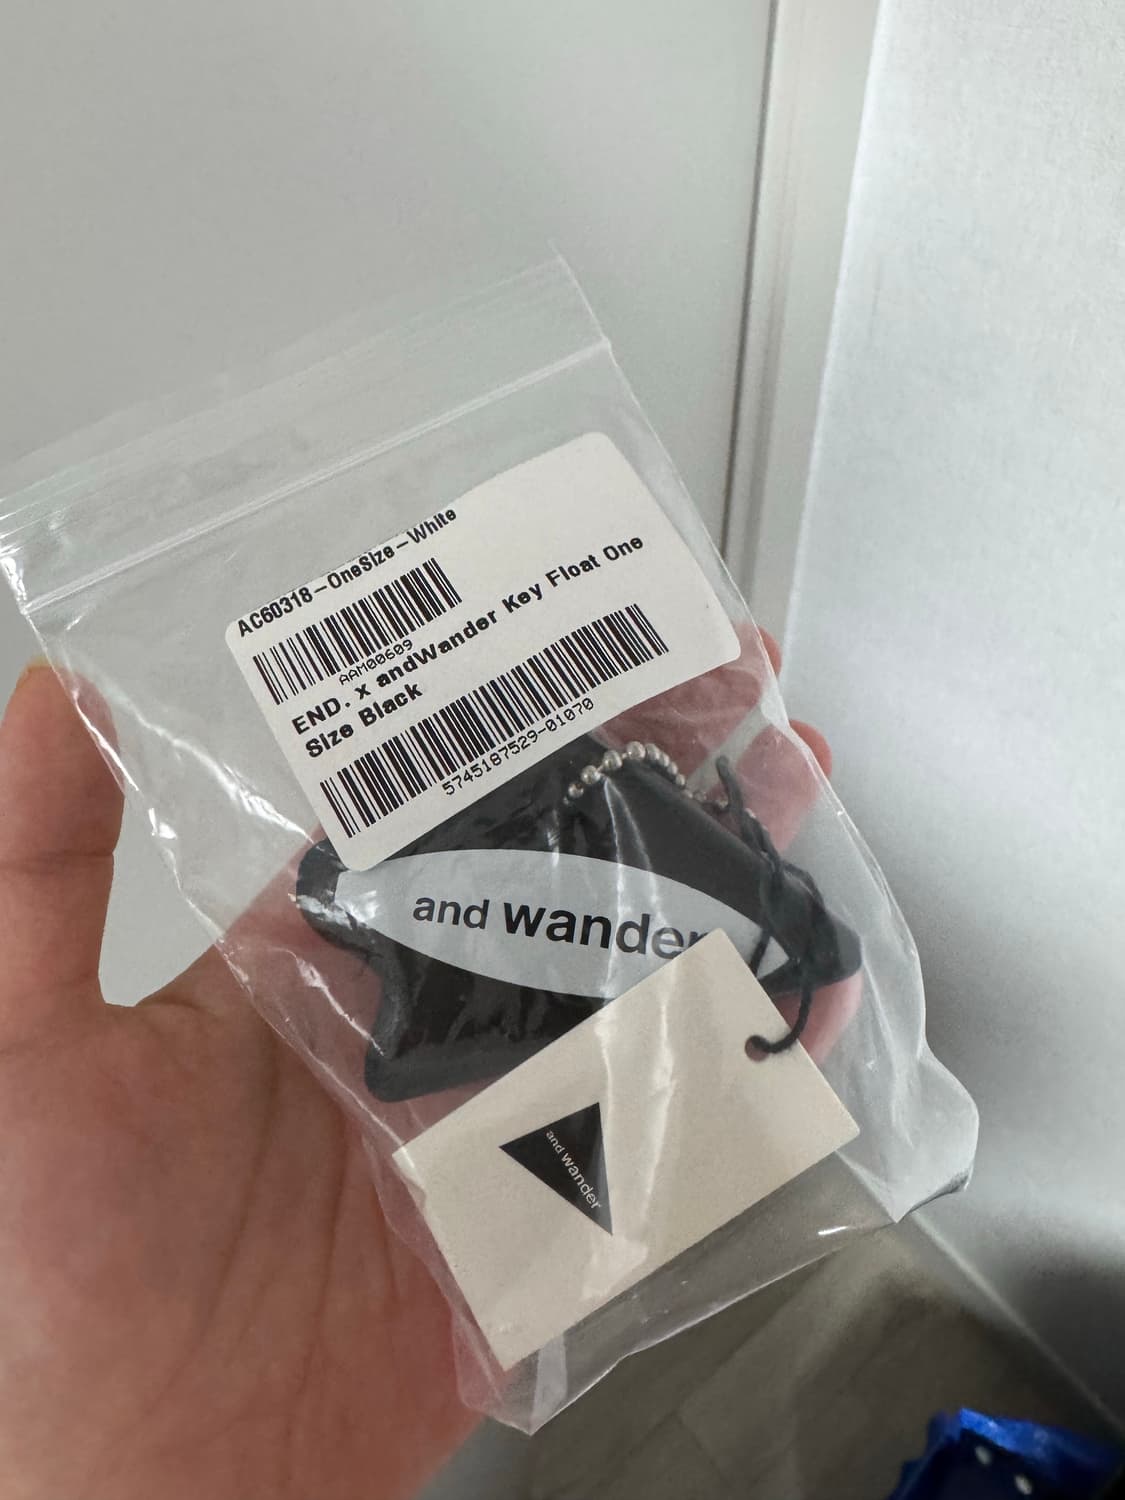 AC60318-OneSize-White
AAM00609
END. x andWander Key Float One
Size Black
5745187529-01070
and wander
and wander